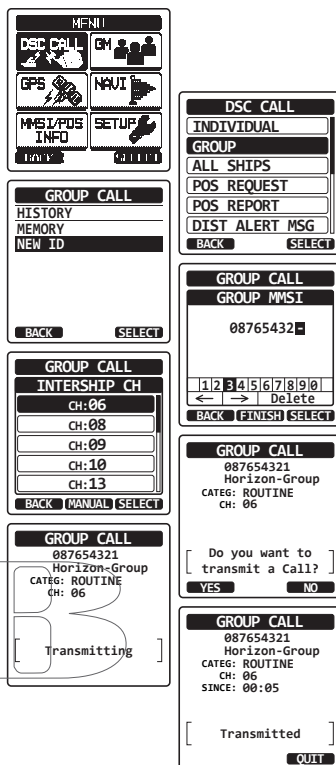 MENU
DSC CALL GM
GPS NAVI
MMSI/POS INFO SETUP
DSC CALL
INDIVIDUAL
GROUP
ALL SHIPS
POS REQUEST
POS REPORT
DIST ALERT MSG
BACK SELECT
GROUP CALL
HISTORY
MEMORY
NEW ID
BACK SELECT
GROUP CALL
GROUP MMSI
08765432-
1 2 3 4 5 6 7 8 9 0
← → Delete
BACK FINISH SELECT
GROUP CALL
INTERSHIP CH
CH:06
CH:08
CH:09
CH:10
CH:13
BACK MANUAL SELECT
GROUP CALL
087654321
Horizon-Group
CATEG: ROUTINE
CH: 06
[ Do you want to
transmit a Call? ]
YES NO
GROUP CALL
087654321
Horizon-Group
CATEG: ROUTINE
CH: 06
[ Transmitting ]
GROUP CALL
087654321
Horizon-Group
CATEG: ROUTINE
CH: 06
SINCE: 00:05
[ Transmitted ]
QUIT